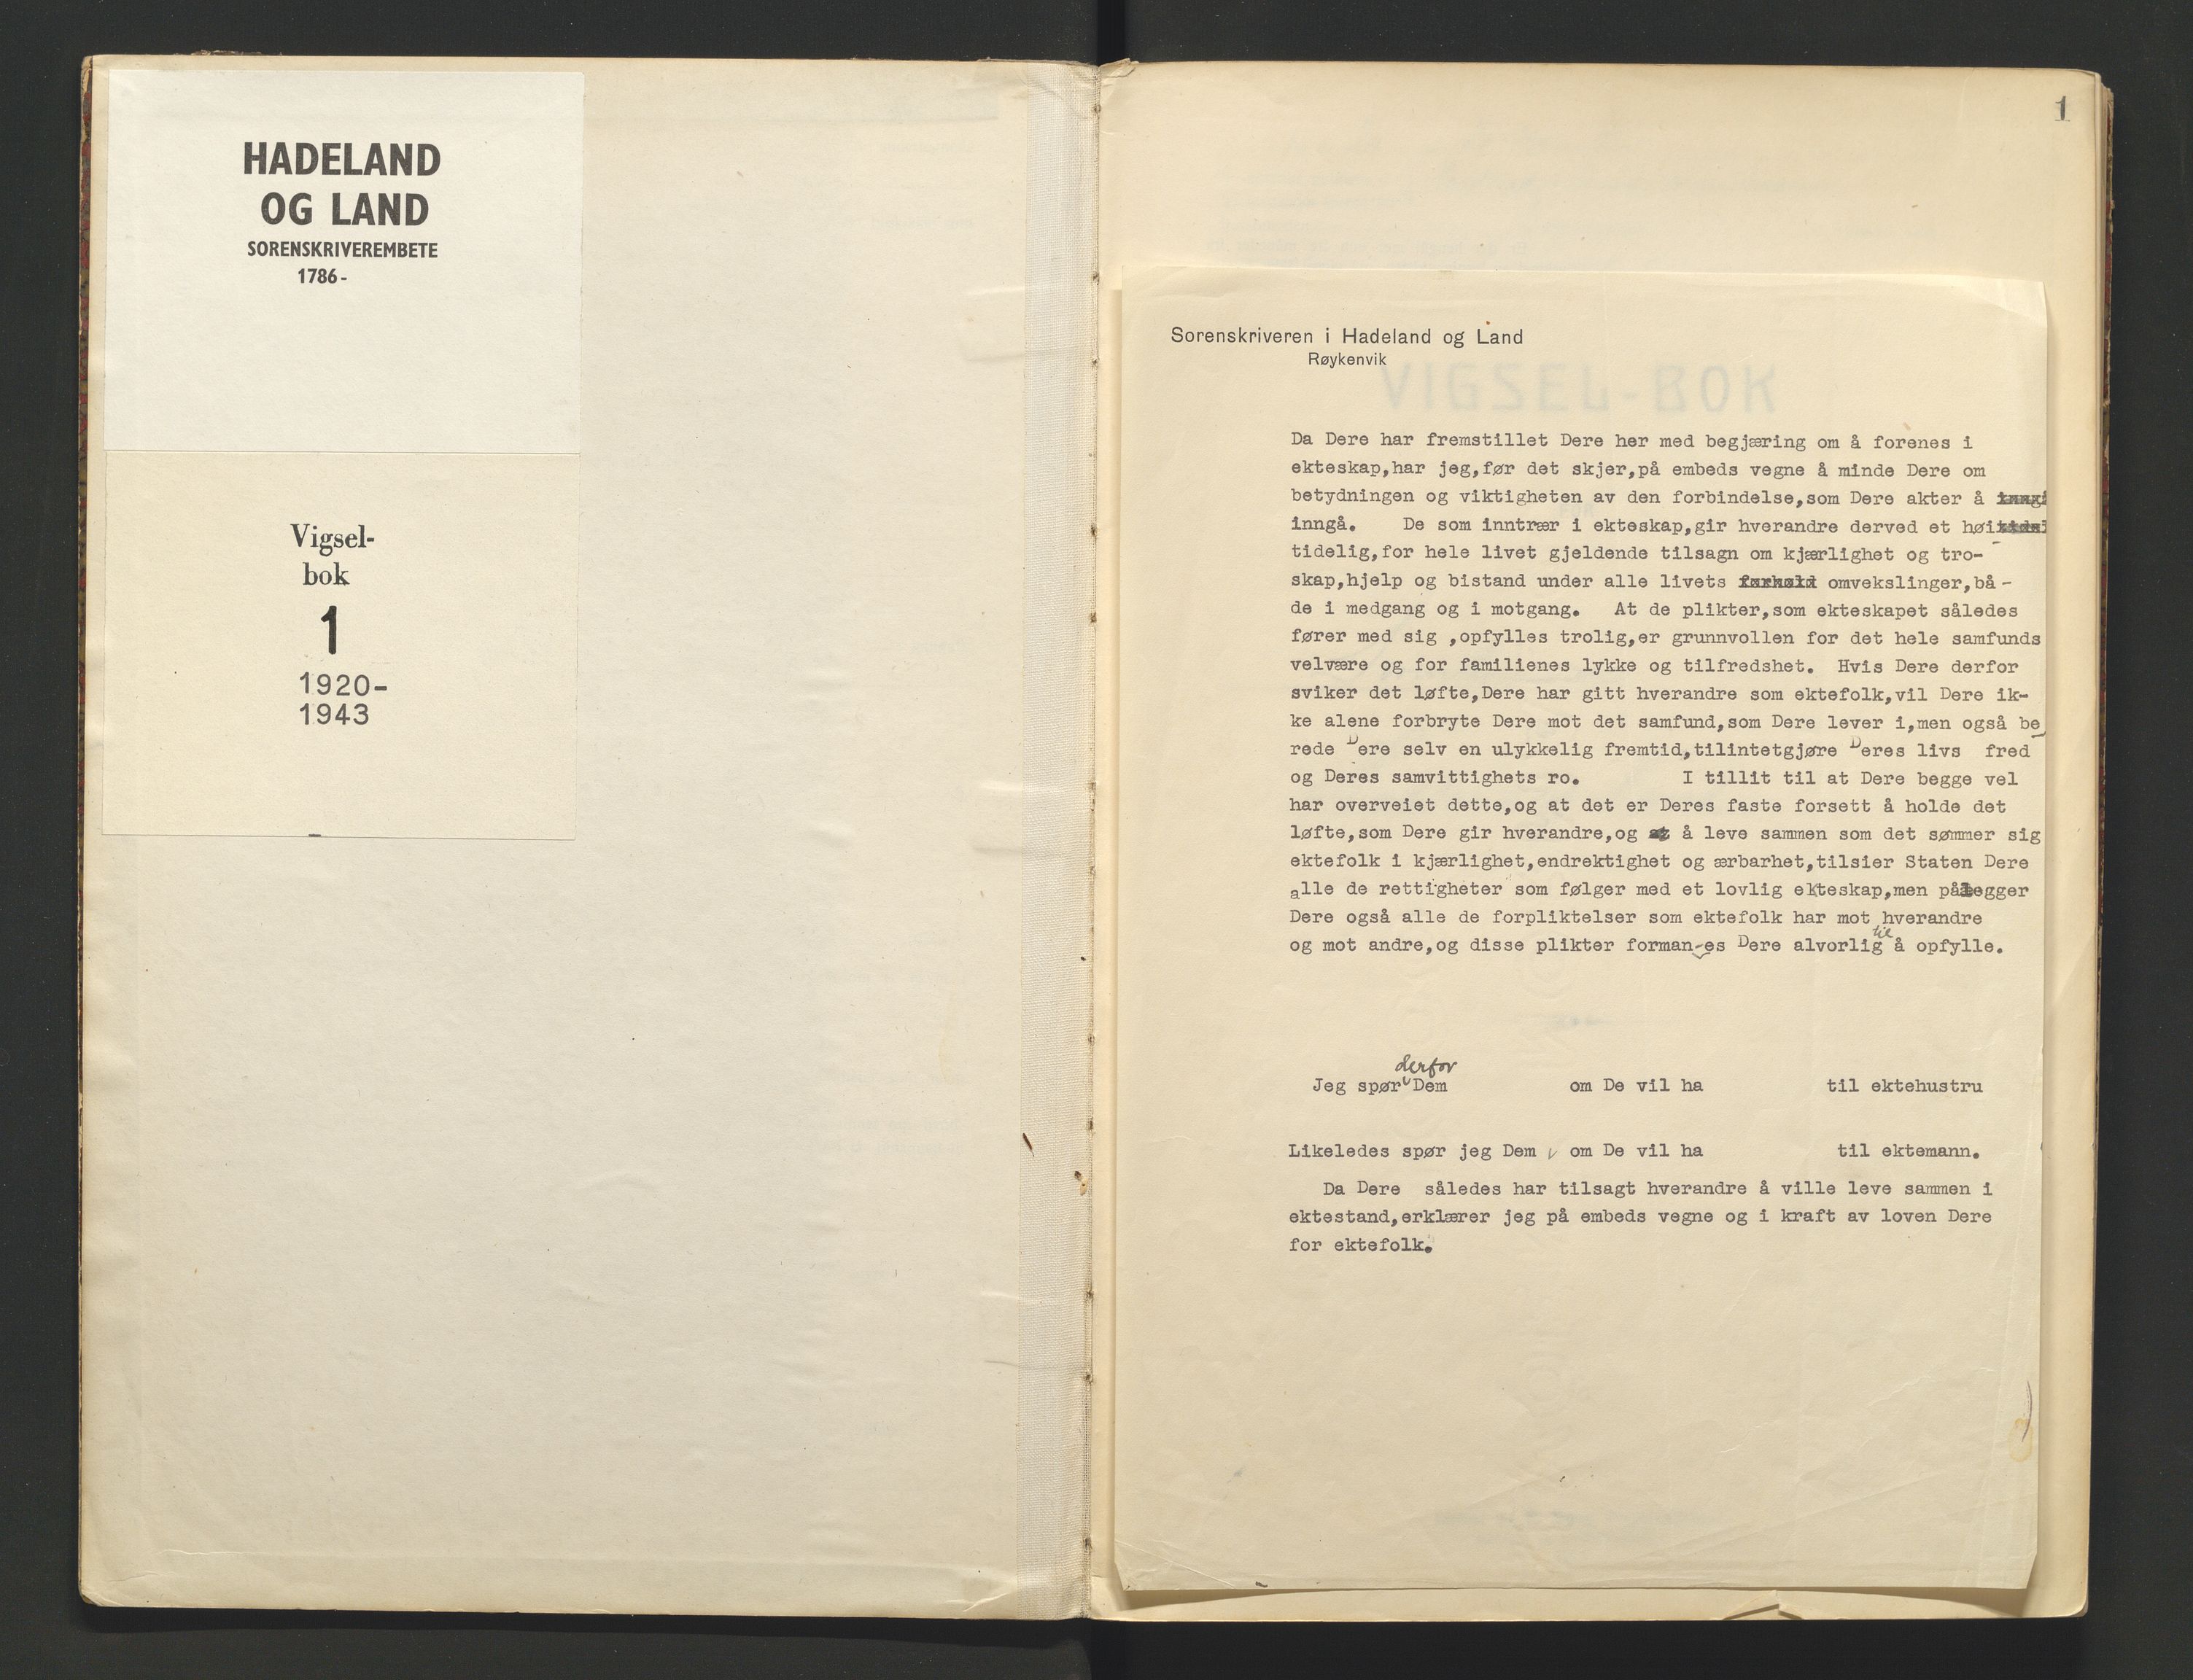 HADELAND
OG LAND
SORENSKRIVEREMBETE
1786-
Vigsel-
bok
1
1920-
1943
1
Sorenskriveren i Hadeland og Land
Røykenvik
VIGSEL-BOK
Da Dere har fremstillet Dere her med begjæring om å forenes i
ekteskap,har jeg,før det skjer,på embeds vegne å minde Dere om
betydningen og viktigheten av den forbindelse,som Dere akter å
inngå. De som inntrær i ekteskap,gir hverandre derved et høi
tidelig,for hele livet gjeldende tilsagn om kjærlighet og tro-
skap,hjelp og bistand under alle livets forhold omvekslinger,bå-
de i medgang og i motgang. At de plikter,som ekteskapet således
fører med sig ,opfylles trolig,er grunnvollen for det hele samfunds
velvære og for familienes lykke og tilfredshet. Hvis Dere derfor
sviker det løfte,Dere har gitt hverandre som ektefolk,vil Dere ik-
ke alene forbryte Dere mot det samfund,som Dere lever i,men også be
rede Dere selv en ulykkelig fremtid,tilintetgjøre Deres livs fred
og Deres samvittighets ro. I tillit til at Dere begge vel
har overveiet dette,og at det er Deres faste forsett å holde det
løfte,som Dere gir hverandre,og at å leve sammen som det sømmer sig
ektefolk i kjærlighet,endrektighet og ærbarhet,tilsier Staten Dere
alle de rettigheter som følger med et lovlig ekteskap,men pålegger
Dere også alle de forpliktelser som ektefolk har mot hverandre
og mot andre,og disse plikter forman-es Dere alvorlig til å opfylle.
Jeg spør derfor Dem om De vil ha til ektehustru
Likeledes spør jeg Dem om De vil ha til ektemann.
Da Dere således har tilsagt hverandre å ville leve sammen i
ektestand,erklærer jeg på embeds vegne og i kraft av loven Dere
for ektefolk.